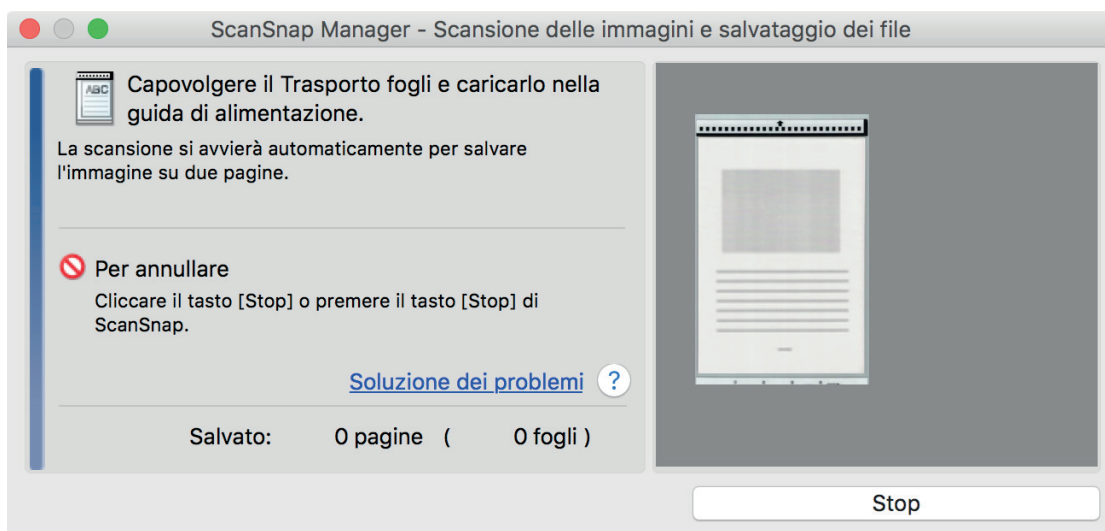 ScanSnap Manager - Scansione delle immagini e salvataggio dei file
ABC
Capovolgere il Trasporto fogli e caricarlo nella
guida di alimentazione.
La scansione si avvierà automaticamente per salvare
l'immagine su due pagine.
Per annullare
Cliccare il tasto [Stop] o premere il tasto [Stop] di
ScanSnap.
Soluzione dei problemi ?
Salvato: 0 pagine ( 0 fogli )
Stop